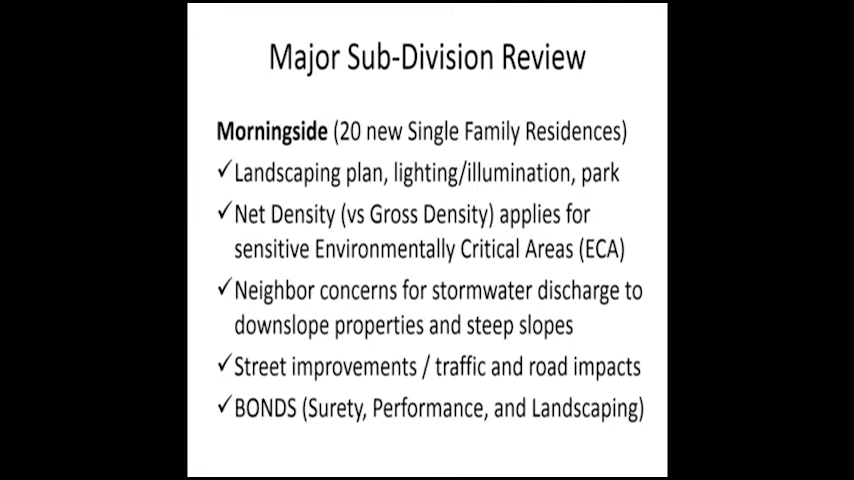 Major Sub-Division Review
Morningside (20 new Single Family Residences)
✓Landscaping plan, lighting/illumination, park
✓Net Density (vs Gross Density) applies for
sensitive Environmentally Critical Areas (ECA)
✓Neighbor concerns for stormwater discharge to
downslope properties and steep slopes
✓Street improvements / traffic and road impacts
✓BONDS (Surety, Performance, and Landscaping)